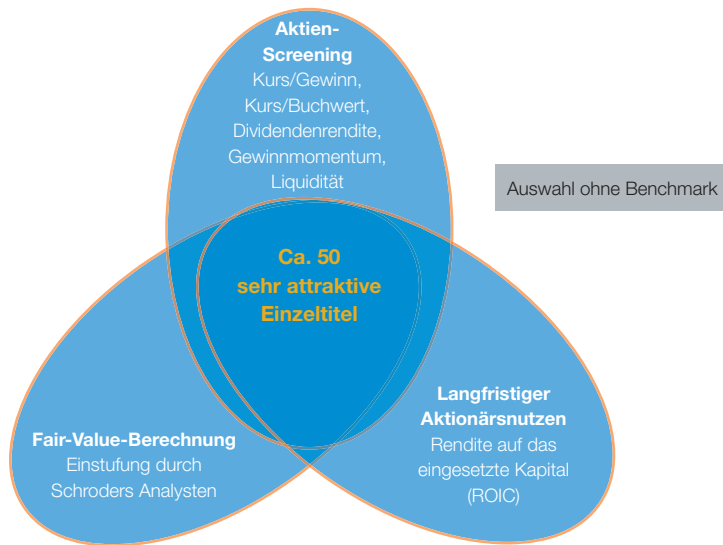 Aktien-
Screening
Kurs/Gewinn,
Kurs/Buchwert,
Dividendenrendite,
Gewinnmomentum,
Liquidität
Auswahl ohne Benchmark
Ca. 50
sehr attraktive
Einzeltitel
Fair-Value-Berechnung
Einstufung durch
Schroders Analysten
Langfristiger
Aktionärsnutzen
Rendite auf das
eingesetzte Kapital
(ROIC)